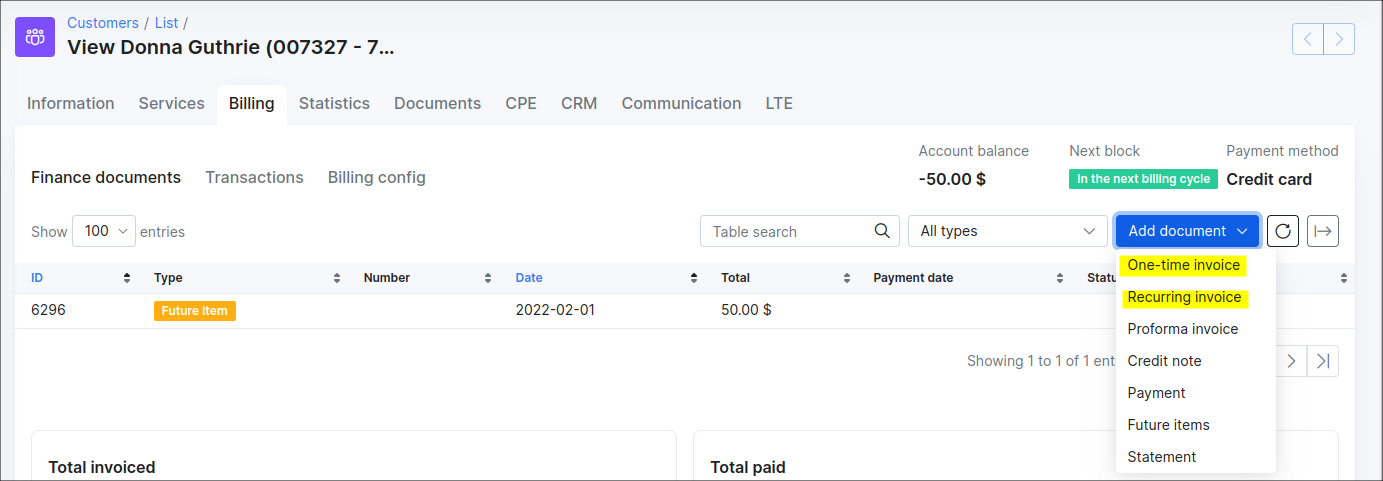 Customers / List /
View Donna Guthrie (007327 - 7...
Information Services Billing Statistics Documents CPE CRM Communication LTE
Account balance Next block Payment method
Finance documents Transactions Billing config
-50.00 $ In the next billing cycle Credit card
Show 100 entries Table search All types Add document
One-time invoice
ID Type Number Date Total Payment date Statu
Recurring invoice
6296 Future item 2022-02-01 50.00 $
Proforma invoice
Showing 1 to 1 of 1 ent
Credit note
Payment
Future items
Statement
Total invoiced Total paid